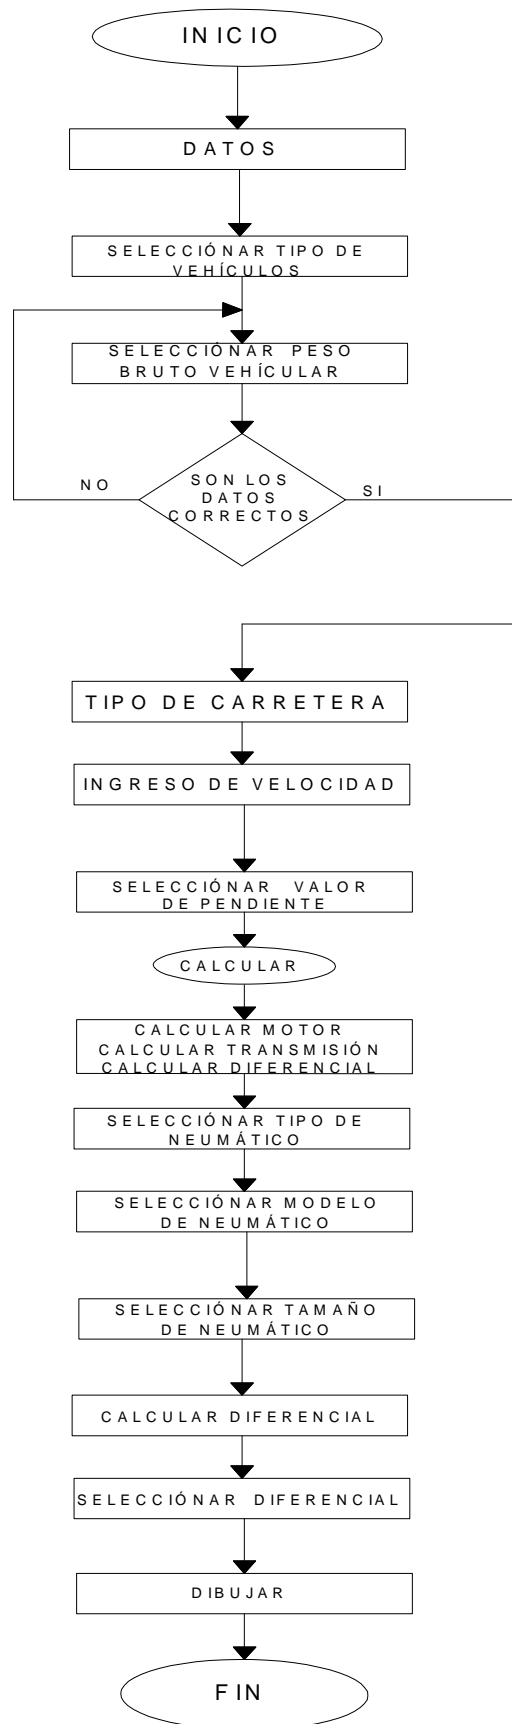 INICIO
DATOS
SELECCIÓNAR TIPO DE
VEHÍCULOS
SELECCIÓNAR PESO
BRUTO VEHÍCULAR
NO
SON LOS
DATOS
CORRECTOS
SI
TIPO DE CARRETERA
INGRESO DE VELOCIDAD
SELECCIÓNAR VALOR
DE PENDIENTE
CALCULAR
CALCULAR MOTOR
CALCULAR TRANSMISIÓN
CALCULAR DIFERENCIAL
SELECCIÓNAR TIPO DE
NEUMÁTICO
SELECCIÓNAR MODELO
DE NEUMÁTICO
SELECCIÓNAR TAMAÑO
DE NEUMÁTICO
CALCULAR DIFERENCIAL
SELECCIÓNAR DIFERENCIAL
DIBUJAR
FIN